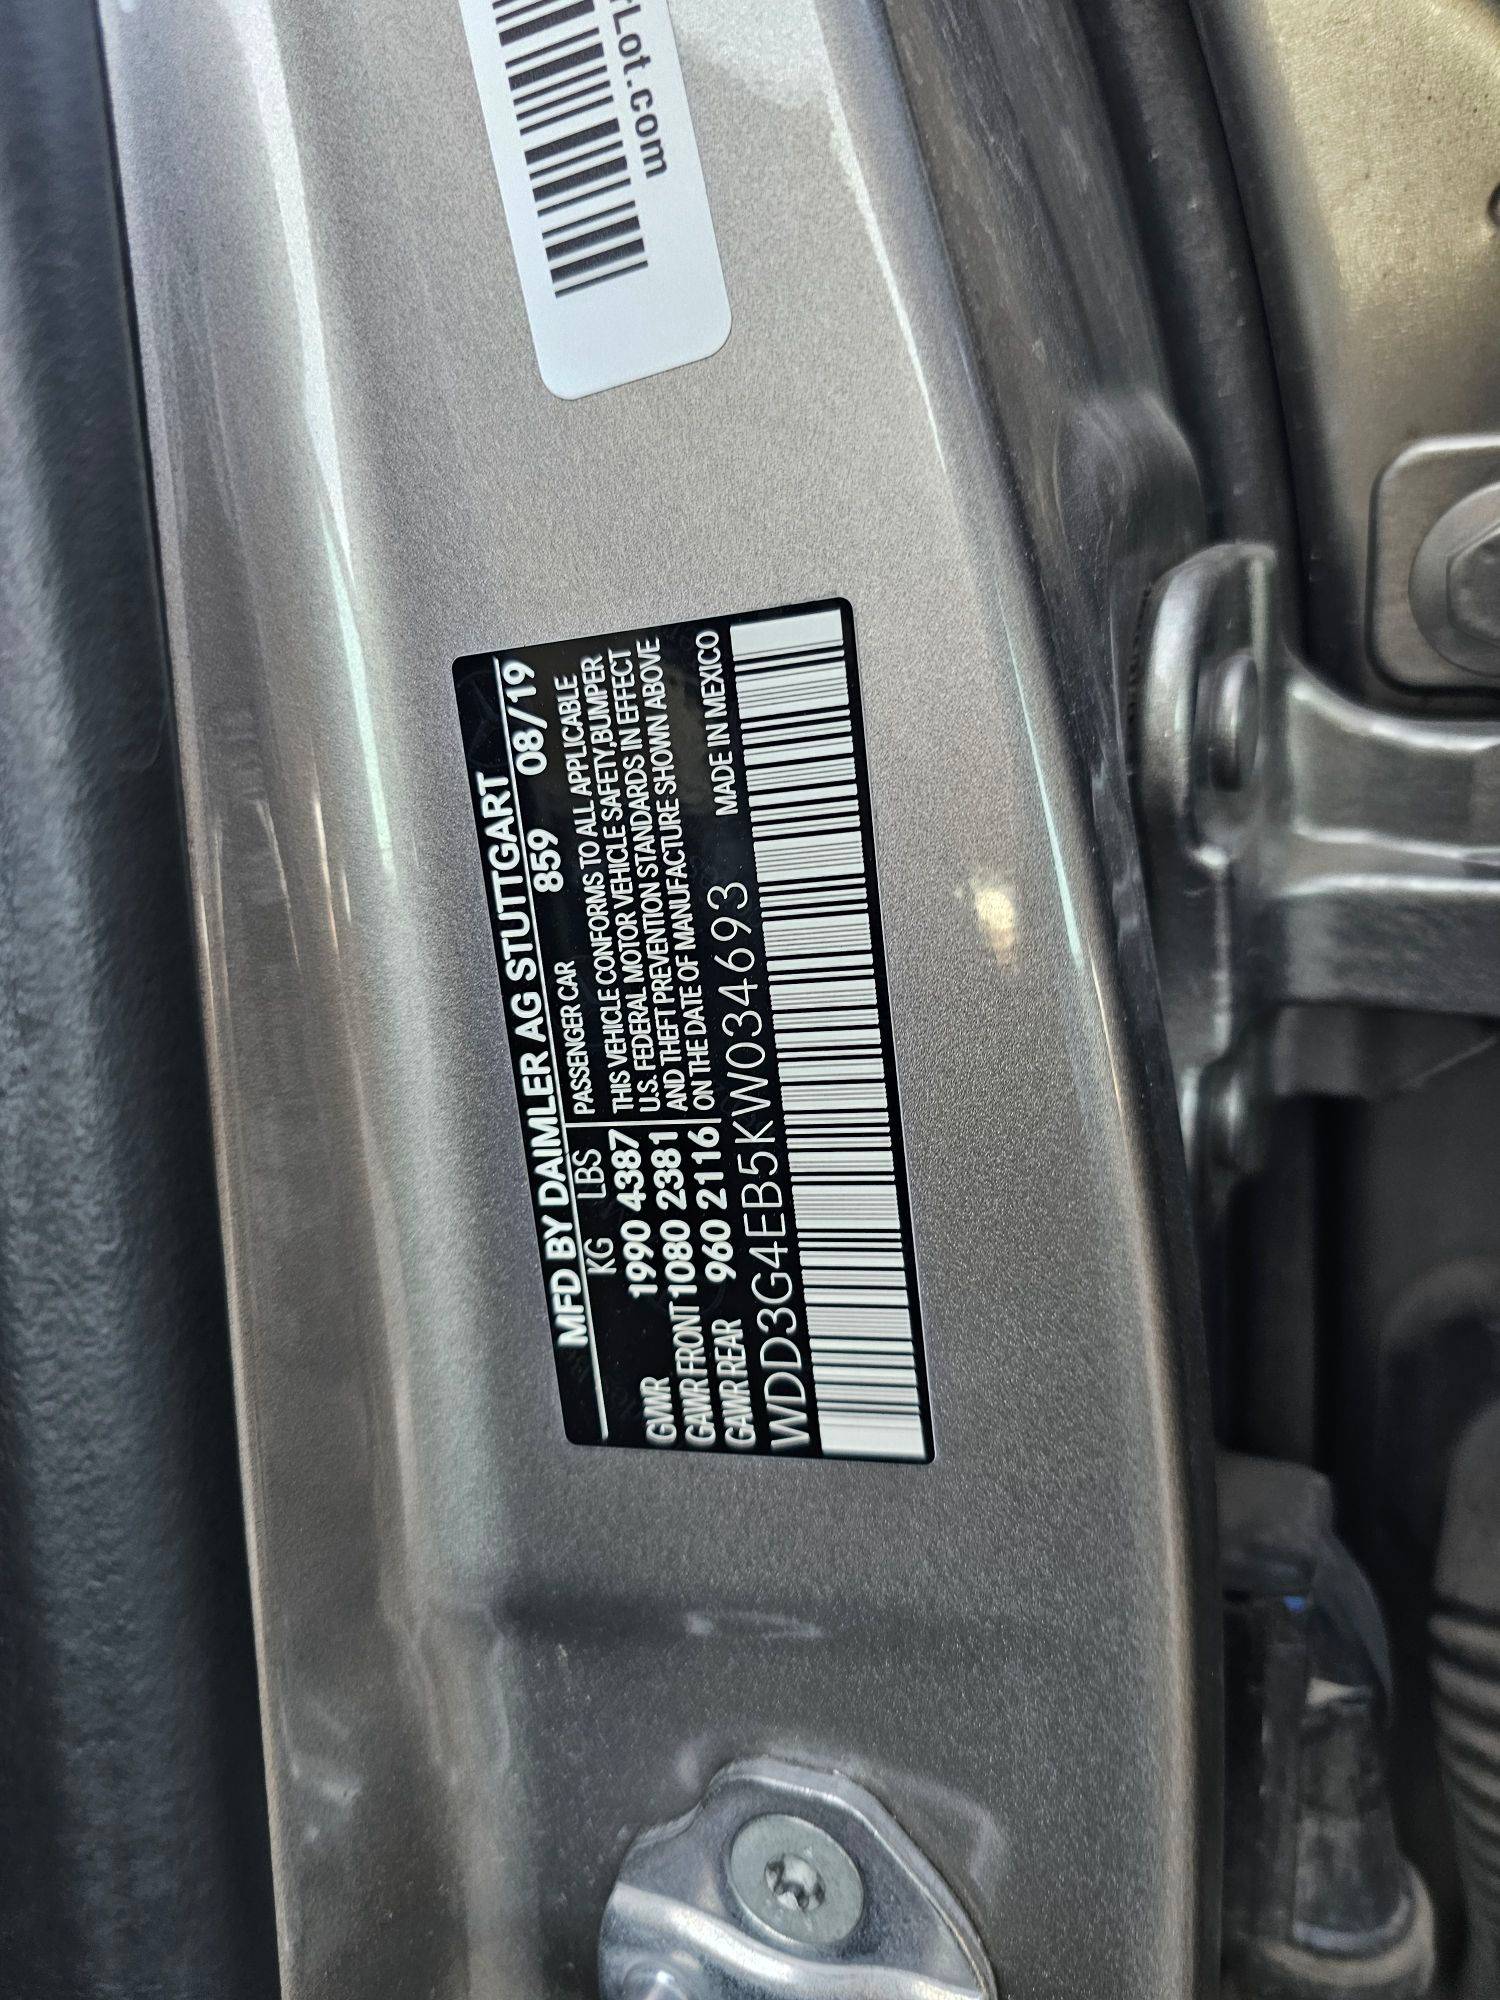 Lot.com
MFD BY DAIMLER AG STUTTGART
KG LBS 859 08/19
PASSENGER CAR
GVWR 1990 4387
GAWR FRONT 1080 2381
GAWR REAR 960 2116
THIS VEHICLE CONFORMS TO ALL APPLICABLE
U.S. FEDERAL MOTOR VEHICLE SAFETY,BUMPER
AND THEFT PREVENTION STANDARDS IN EFFECT
ON THE DATE OF MANUFACTURE SHOWN ABOVE
MADE IN MEXICO
WDD3G4EB5KW034693